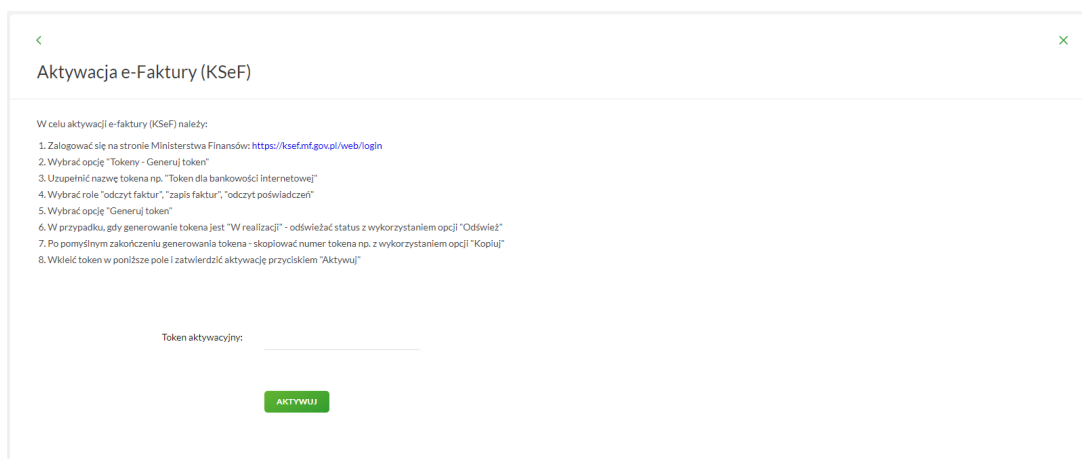 Aktywacja e-Faktury (KSeF)
W celu aktywacji e-faktury (KSeF) należy:
1. Zalogować się na stronie Ministerstwa Finansów: https://ksef.mf.gov.pl/web/login
2. Wybrać opcję "Tokeny - Generuj token"
3. Uzupełnić nazwę tokena np. "Token dla bankowości internetowej"
4. Wybrać role "odczyt faktur", "zapis faktur", "odczyt poświadczeń"
5. Wybrać opcję "Generuj token"
6. W przypadku, gdy generowanie tokena jest "W realizacji" - odświeżać status z wykorzystaniem opcji "Odśwież"
7. Po pomyślnym zakończeniu generowania tokena - skopiować numer tokena np. z wykorzystaniem opcji "Kopiuj"
8. Wkleić token w poniższe pole i zatwierdzić aktywację przyciskiem "Aktywuj"
Token aktywacyjny:
AKTYWUJ